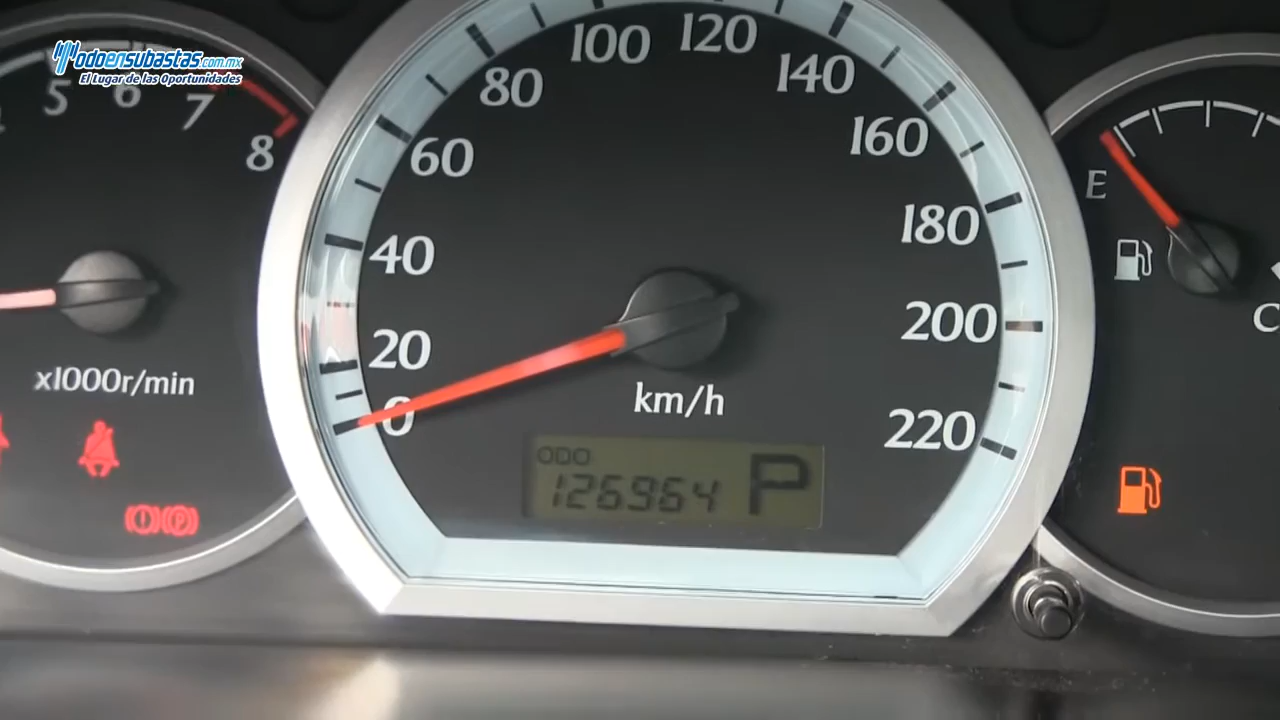 odoensubastas.com.mx
El Lugar de las Oportunidades
5
6
7
8
x1000r/min
0
20
40
60
80
100
120
140
160
180
200
220
km/h
ODO
126964
P
E
C